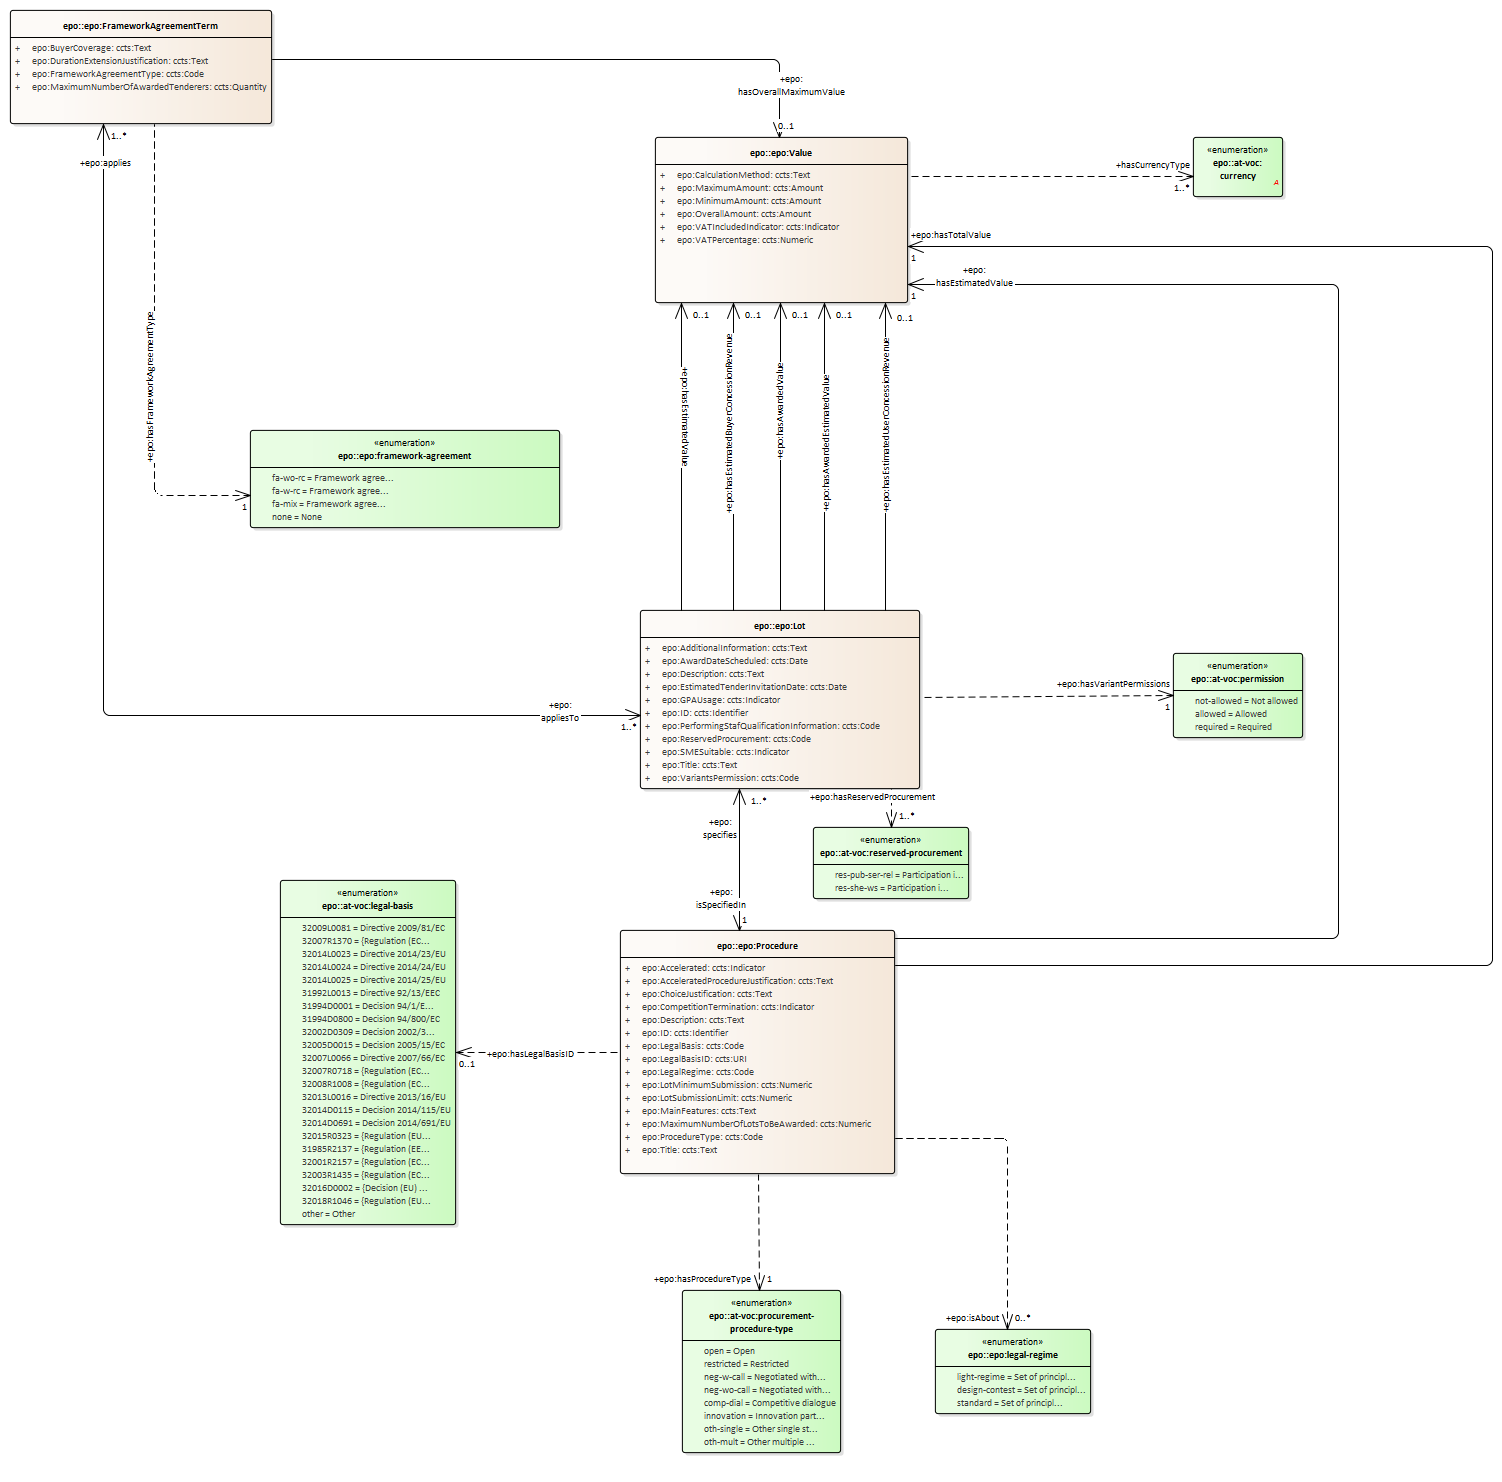 epo::epo:FrameworkAgreementTerm
+ epo:BuyerCoverage: ccts:Text
+ epo:DurationExtensionJustification: ccts:Text
+ epo:FrameworkAgreementType: ccts:Code
+ epo:MaximumNumberOfAwardedTenderers: ccts:Quantity
+epo:
hasOverallMaximumValue
0..1
1..*
+epo:applies
epo::epo:Value
+ epo:CalculationMethod: ccts:Text
+ epo:MaximumAmount: ccts:Amount
+ epo:MinimumAmount: ccts:Amount
+ epo:OverallAmount: ccts:Amount
+ epo:VATIncludedIndicator: ccts:Indicator
+ epo:VATPercentage: ccts:Numeric
+hasCurrencyType
1..*
«enumeration»
epo::at-voc:
currency
A
+epo:hasTotalValue
1
+epo:
hasEstimatedValue
1
0..1
0..1
0..1
0..1
0..1
+epo:hasFrameworkAgreementType
1
+epo:hasEstimatedValue
+epo:hasEstimatedBuyerConcessionRevenue
+epo:hasAwardedValue
+epo:hasAwardedEstimatedValue
+epo:hasEstimatedUserConcessionRevenue
«enumeration»
epo::epo:framework-agreement
fa-wo-rc = Framework agree...
fa-w-rc = Framework agree...
fa-mix = Framework agree...
none = None
epo::epo:Lot
+ epo:AdditionalInformation: ccts:Text
+ epo:AwardDateScheduled: ccts:Date
+ epo:Description: ccts:Text
+ epo:EstimatedTenderInvitationDate: ccts:Date
+ epo:GPAUsage: ccts:Indicator
+ epo:ID: ccts:Identifier
+ epo:PerformingStafQualificationInformation: ccts:Code
+ epo:ReservedProcurement: ccts:Code
+ epo:SMESuitable: ccts:Indicator
+ epo:Title: ccts:Text
+ epo:VariantsPermission: ccts:Code
+epo:
appliesTo
1..*
+epo:hasVariantPermissions
1
«enumeration»
epo::at-voc:permission
not-allowed = Not allowed
allowed = Allowed
required = Required
+epo:hasReservedProcurement
1..*
«enumeration»
epo::at-voc:reserved-procurement
res-pub-ser-rel = Participation i...
res-she-ws = Participation i...
1..*
+epo:
specifies
+epo:
isSpecifiedIn
1
«enumeration»
epo::at-voc:legal-basis
32009L0081 = Directive 2009/81/EC
32007R1370 = {Regulation (EC...
32014L0023 = Directive 2014/23/EU
32014L0024 = Directive 2014/24/EU
32014L0025 = Directive 2014/25/EU
31992L0013 = Directive 92/13/EEC
31994D0001 = Decision 94/1/E...
31994D0800 = Decision 94/800/EC
32002D0309 = Decision 2002/3...
32005D0015 = Decision 2005/15/EC
32007L0066 = Directive 2007/66/EC
32007R0718 = {Regulation (EC...
32008R1008 = {Regulation (EC...
32013L0016 = Directive 2013/16/EU
32014D0115 = Decision 2014/115/EU
32014D0691 = Decision 2014/691/EU
32015R0323 = {Regulation (EU...
31985R2137 = {Regulation (EE...
32001R2157 = {Regulation (EC...
32003R1435 = {Regulation (EC...
32016D0002 = {Decision (EU) ...
32018R1046 = {Regulation (EU...
other = Other
+epo:hasLegalBasisID
0..1
epo::epo:Procedure
+ epo:Accelerated: ccts:Indicator
+ epo:AcceleratedProcedureJustification: ccts:Text
+ epo:ChoiceJustification: ccts:Text
+ epo:CompetitionTermination: ccts:Indicator
+ epo:Description: ccts:Text
+ epo:ID: ccts:Identifier
+ epo:LegalBasis: ccts:Code
+ epo:LegalBasisID: ccts:URI
+ epo:LegalRegime: ccts:Code
+ epo:LotMinimumSubmission: ccts:Numeric
+ epo:LotSubmissionLimit: ccts:Numeric
+ epo:MainFeatures: ccts:Text
+ epo:MaximumNumberOfLotsToBeAwarded: ccts:Numeric
+ epo:ProcedureType: ccts:Code
+ epo:Title: ccts:Text
+epo:hasProcedureType
1
«enumeration»
epo::at-voc:procurement-
procedure-type
open = Open
restricted = Restricted
neg-w-call = Negotiated with...
neg-wo-call = Negotiated with...
comp-dial = Competitive dialogue
innovation = Innovation part...
oth-single = Other single st...
oth-mult = Other multiple ...
+epo:isAbout
0..*
«enumeration»
epo::epo:legal-regime
light-regime = Set of principl...
design-contest = Set of principl...
standard = Set of principl...